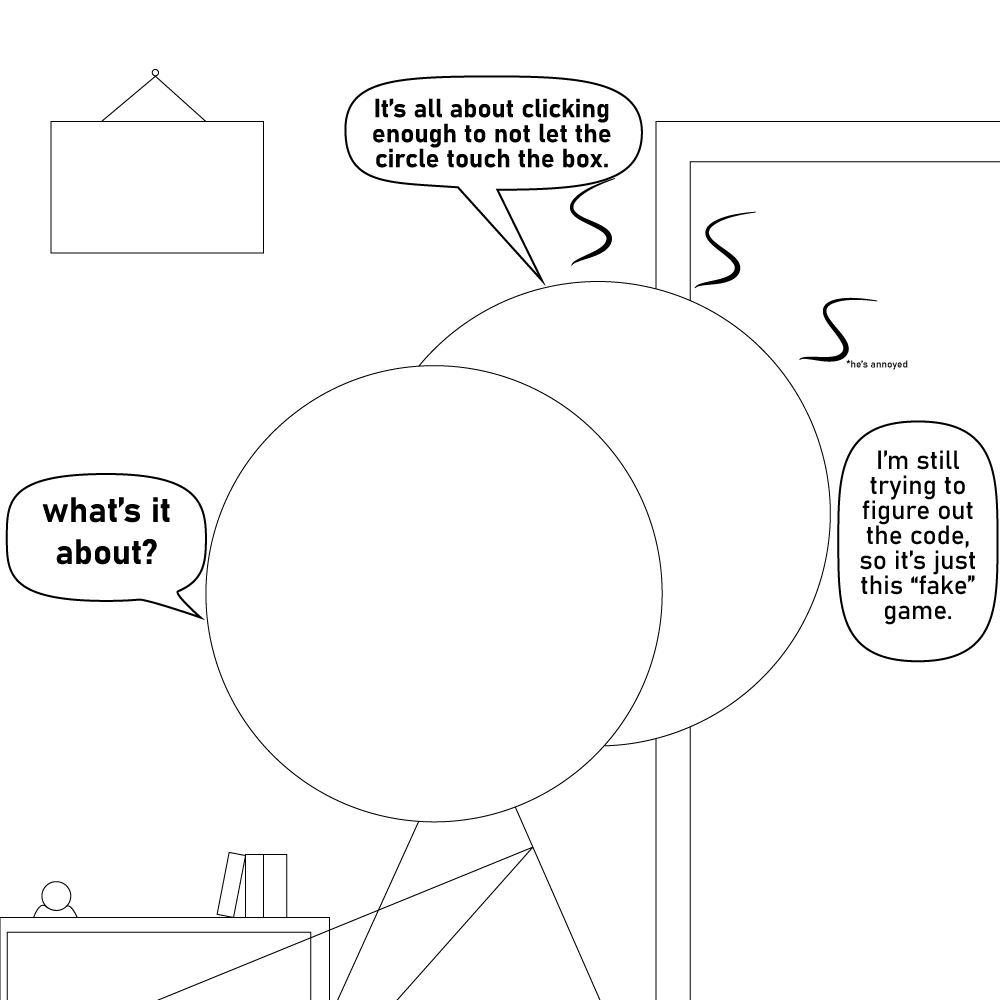 It's all about clicking
enough to not let the
circle touch the box.
*he's annoyed
what's it
about?
I'm still
trying to
figure out
the code,
so it's just
this “fake”
game.